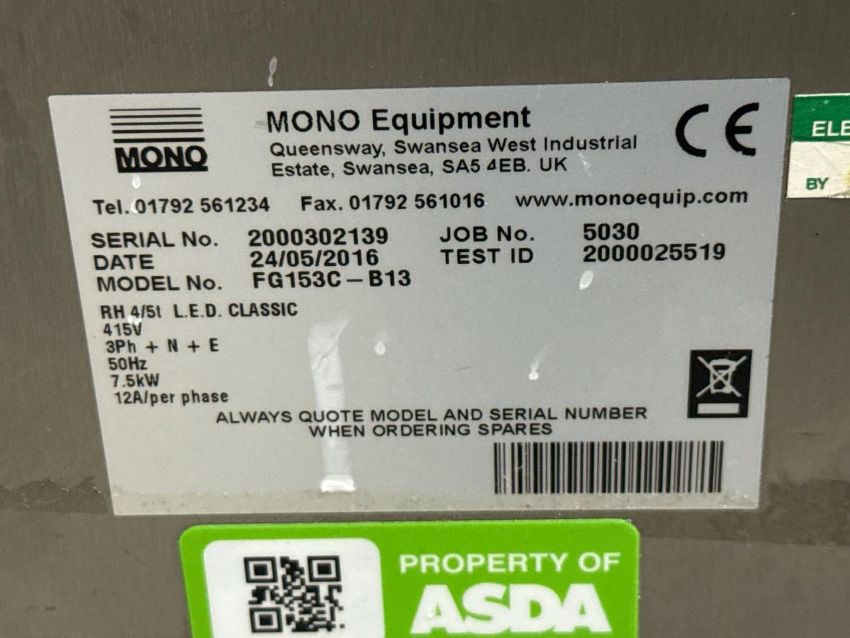 MONO
MONO Equipment
Queensway, Swansea West Industrial
Estate, Swansea, SA5 4EB. UK
CE
Tel. 01792 561234 Fax. 01792 561016 www.monoequip.com
SERIAL No. 2000302139 JOB No. 5030
DATE 24/05/2016 TEST ID 2000025519
MODEL No. FG153C-B13
RH 4/5t L.E.D. CLASSIC
415V
3Ph + N + E
50Hz
7.5kW
12A/per phase
ALWAYS QUOTE MODEL AND SERIAL NUMBER
WHEN ORDERING SPARES
ELE
BY
PROPERTY OF
ASDA